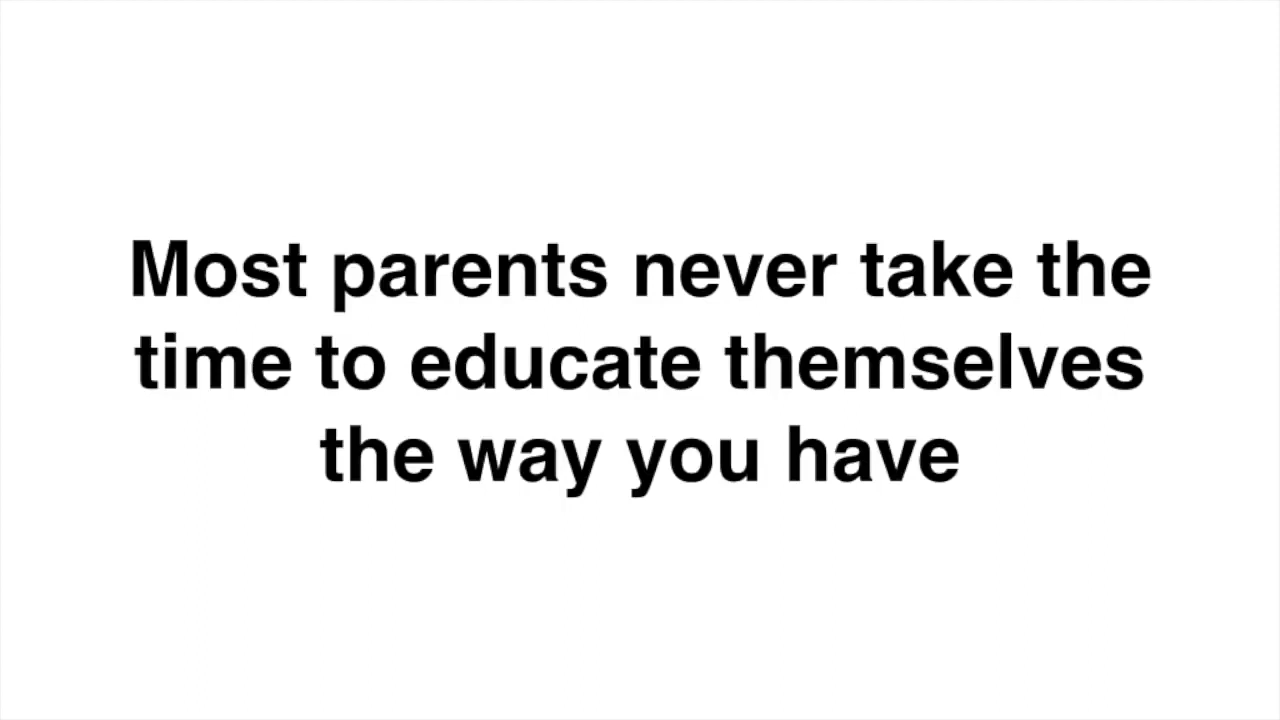 Most parents never take the
time to educate themselves
the way you have